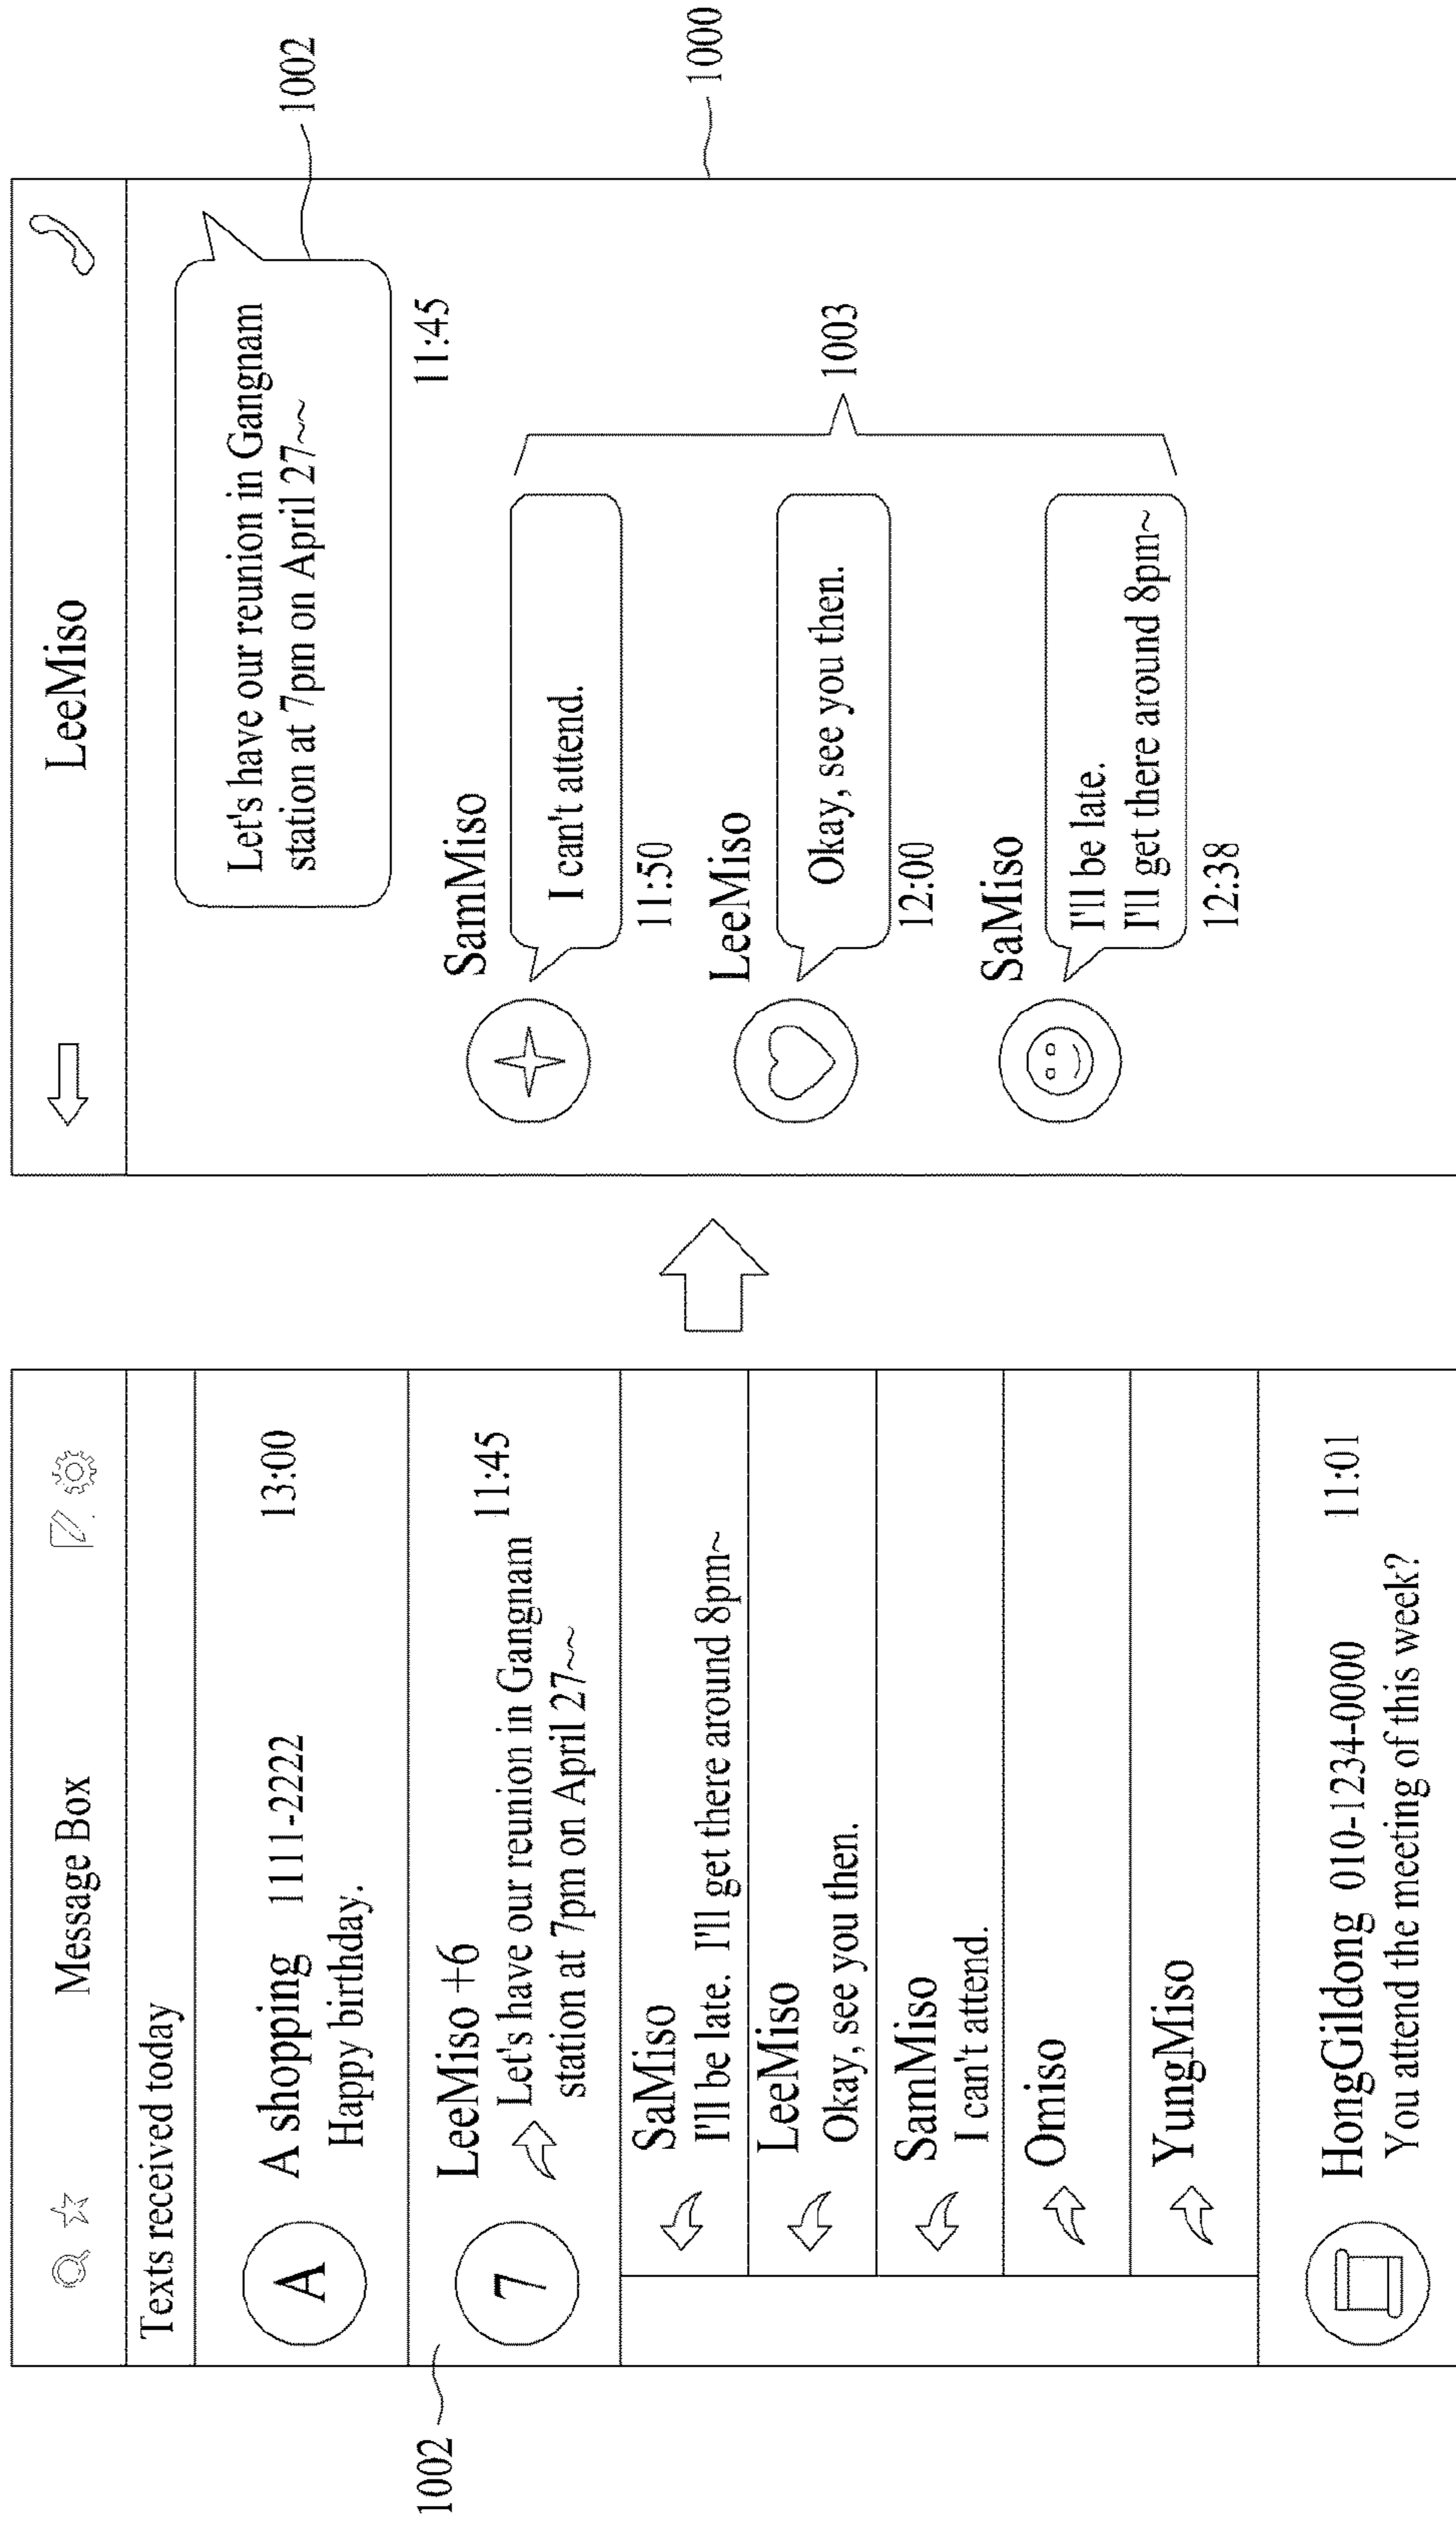 Message Box
Texts received today
A
A shopping 1111-2222
13:00
Happy birthday.
1002
7
LeeMiso +6
11:45
Let's have our reunion in Gangnam
station at 7pm on April 27~~
SaMiso
I'll be late. I'll get there around 8pm~
LeeMiso
Okay, see you then.
SamMiso
I can't attend.
Omiso
YungMiso
HongGildong 010-1234-0000
11:01
You attend the meeting of this week?
LeeMiso
Let's have our reunion in Gangnam
station at 7pm on April 27~~
1002
11:45
SamMiso
I can't attend.
11:50
LeeMiso
Okay, see you then.
12:00
SaMiso
I'll be late.
I'll get there around 8pm~
12:38
1003
1000